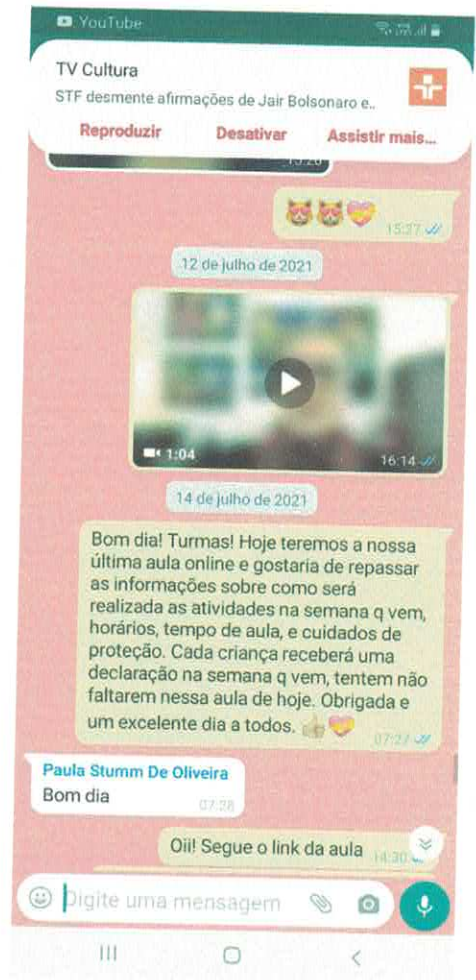 YouTube
TV Cultura
STF desmente afirmações de Jair Bolsonaro e..
Reproduzir Desativar Assistir mais...
15:26
15:27
12 de julho de 2021
1:04 16:14
14 de julho de 2021
Bom dia! Turmas! Hoje teremos a nossa
última aula online e gostaria de repassar
as informações sobre como será
realizada as atividades na semana q vem,
horários, tempo de aula, e cuidados de
proteção. Cada criança receberá uma
declaração na semana q vem, tentem não
faltarem nessa aula de hoje. Obrigada e
um excelente dia a todos. 👍💝
07:27
Paula Stumm De Oliveira
Bom dia
07:28
Oii! Segue o link da aula 14:30
Digite uma mensagem